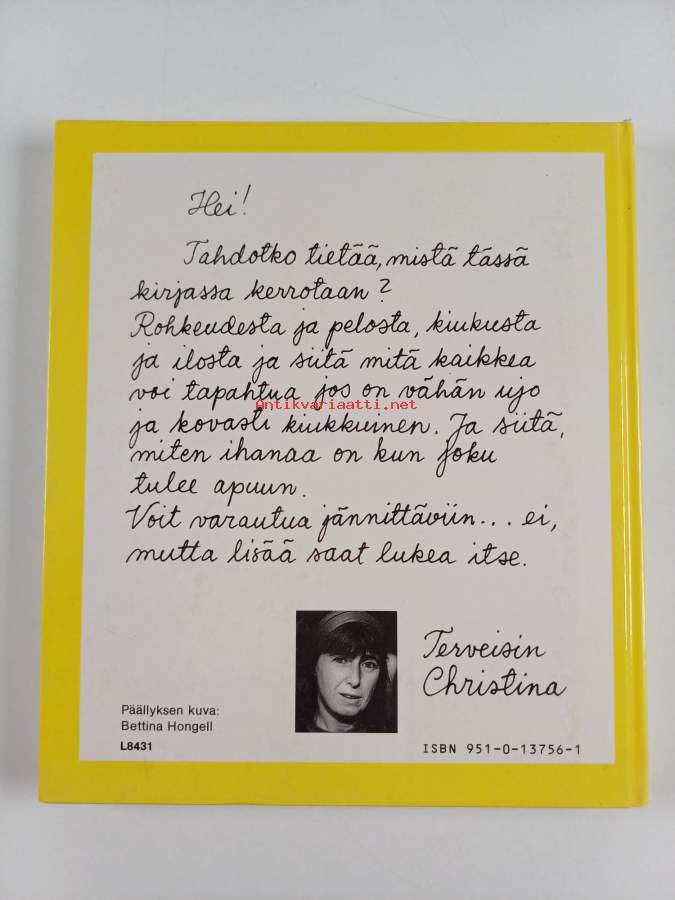 Hei!
Tahdotko tietää, mistä tässä
kirjassa kerrotaan?
Rohkeudesta ja pelosta, kiukusta
ja ilosta ja siitä mitä kaikkea
voi tapahtua jos on vähän ujo
Antikvariaatti.net
ja kovasti kiukkuinen. Ja siitä,
miten ihanaa on kun joku
tulee apuun.
Voit varautua jännittäviin... ei,
mutta lisää saat lukea itse.
Terveisin
Christina
Päällyksen kuva:
Bettina Hongell
L8431
ISBN 951-0-13756-1